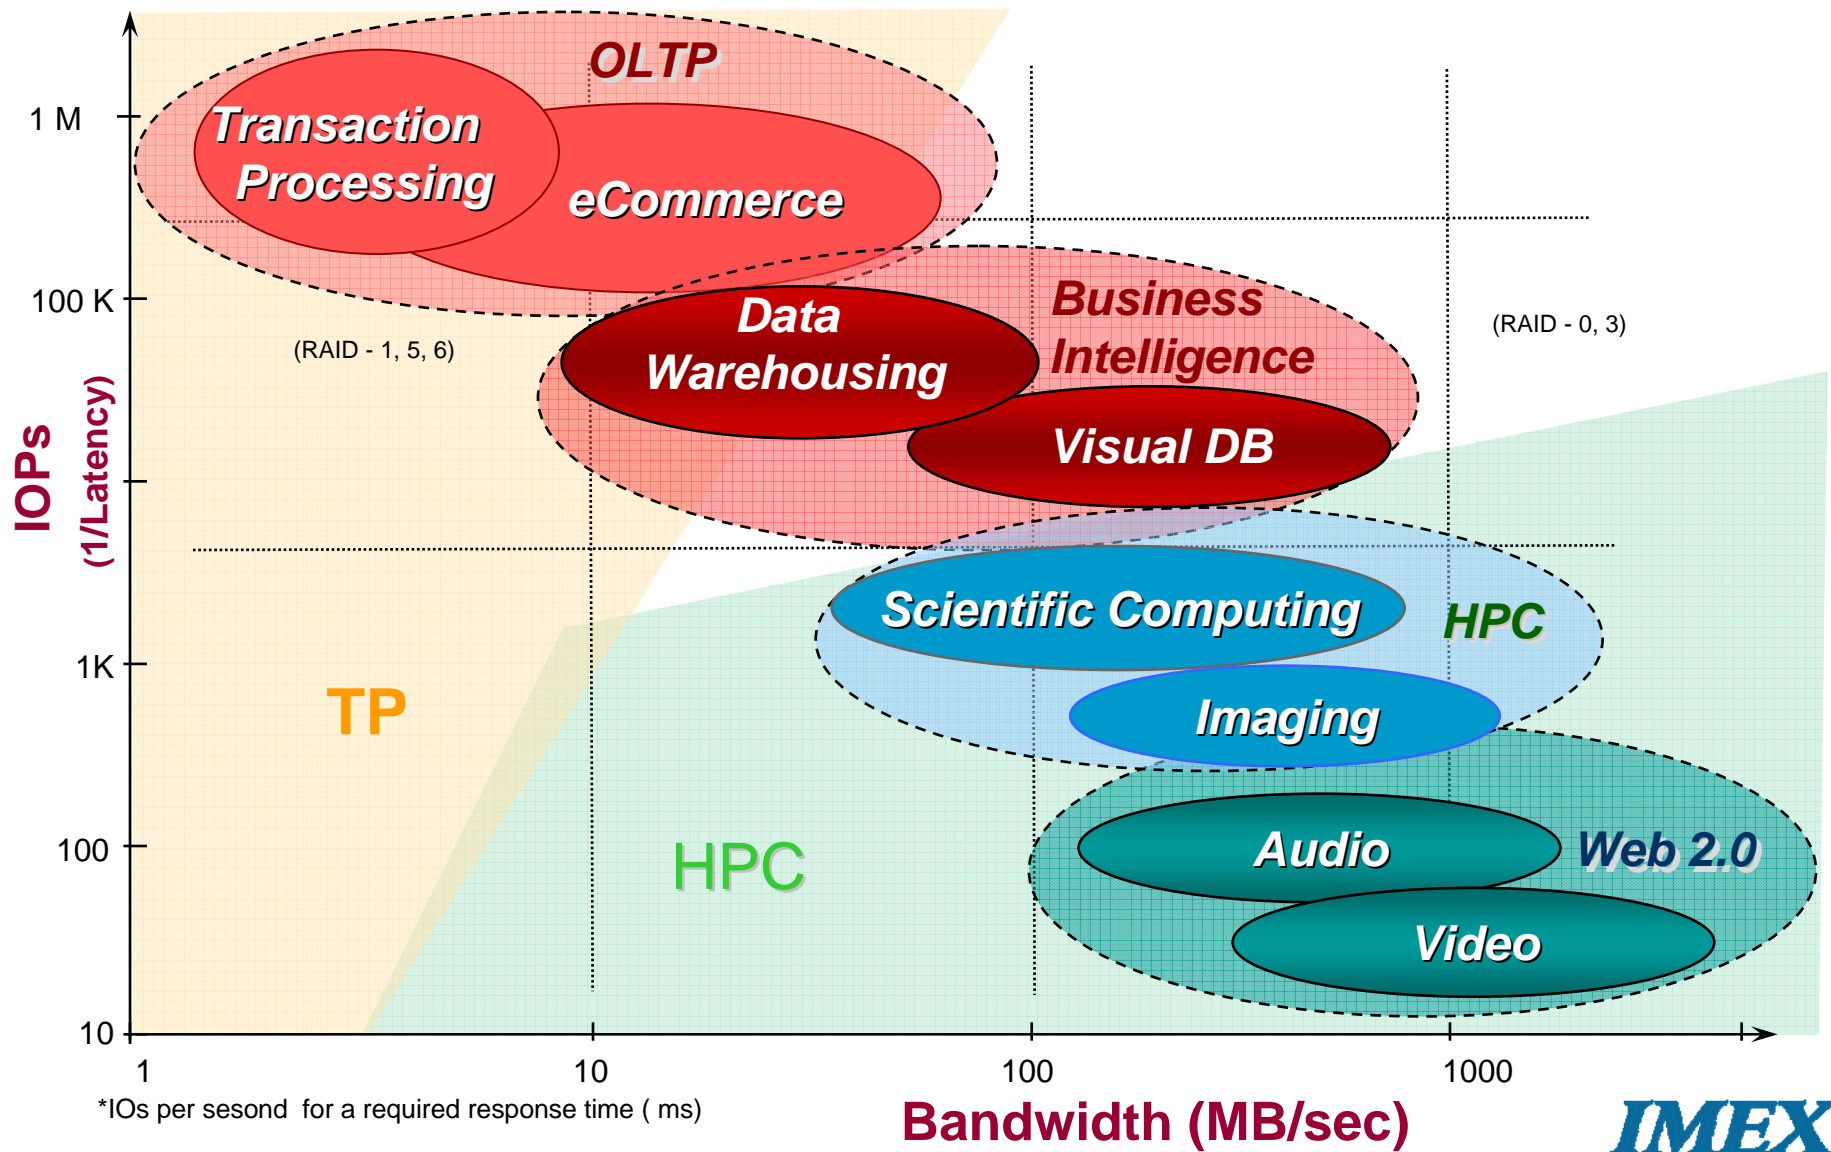 OLTP
1 M
Transaction
Processing
eCommerce
100 K
Business
Intelligence
Data
Warehousing
(RAID - 0, 3)
(RAID - 1, 5, 6)
Visual DB
IOPs
(1/Latency)
Scientific Computing
HPC
1K
TP
Imaging
100
HPC
Audio
Web 2.0
Video
10
1
10
100
1000
*IOs per sesond for a required response time ( ms)
Bandwidth (MB/sec)
IMEX